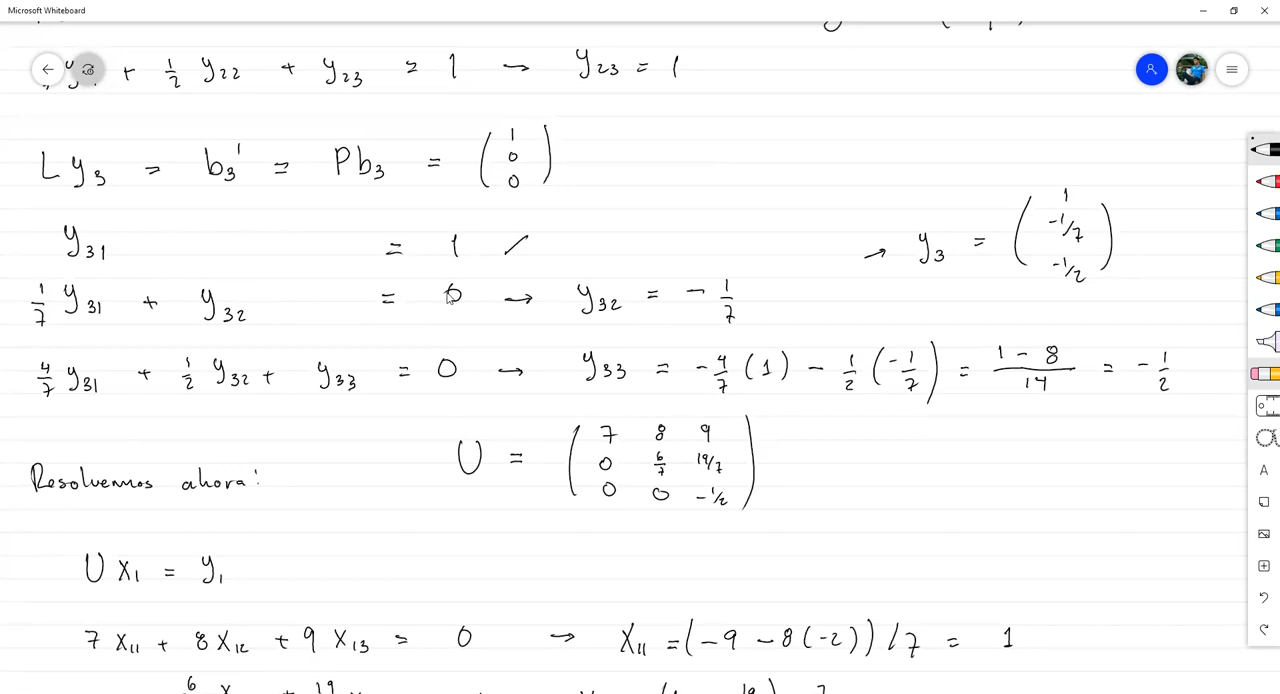 Microsoft Whiteboard
+ 1/2 y22 + y23 = 1 → y23 = 1
L y3 = b3' = Pb3 = ( 1 0 0 )
y31 = 1
1/7 y31 + y32 = 0 → y32 = - 1/7
→ y3 = ( 1 -1/7 -1/2 )
4/7 y31 + 1/2 y32 + y33 = 0 → y33 = - 4/7 (1) - 1/2 (- 1/7) = 1 - 8 / 14 = - 1/2
U = ( 7 8 9
0 6/7 19/7
0 0 -1/2 )
Resolvemos ahora:
U x1 = y1
7 x11 + 8 x12 + 9 x13 = 0 → x11 = (-9 - 8(-2)) / 7 = 1
A